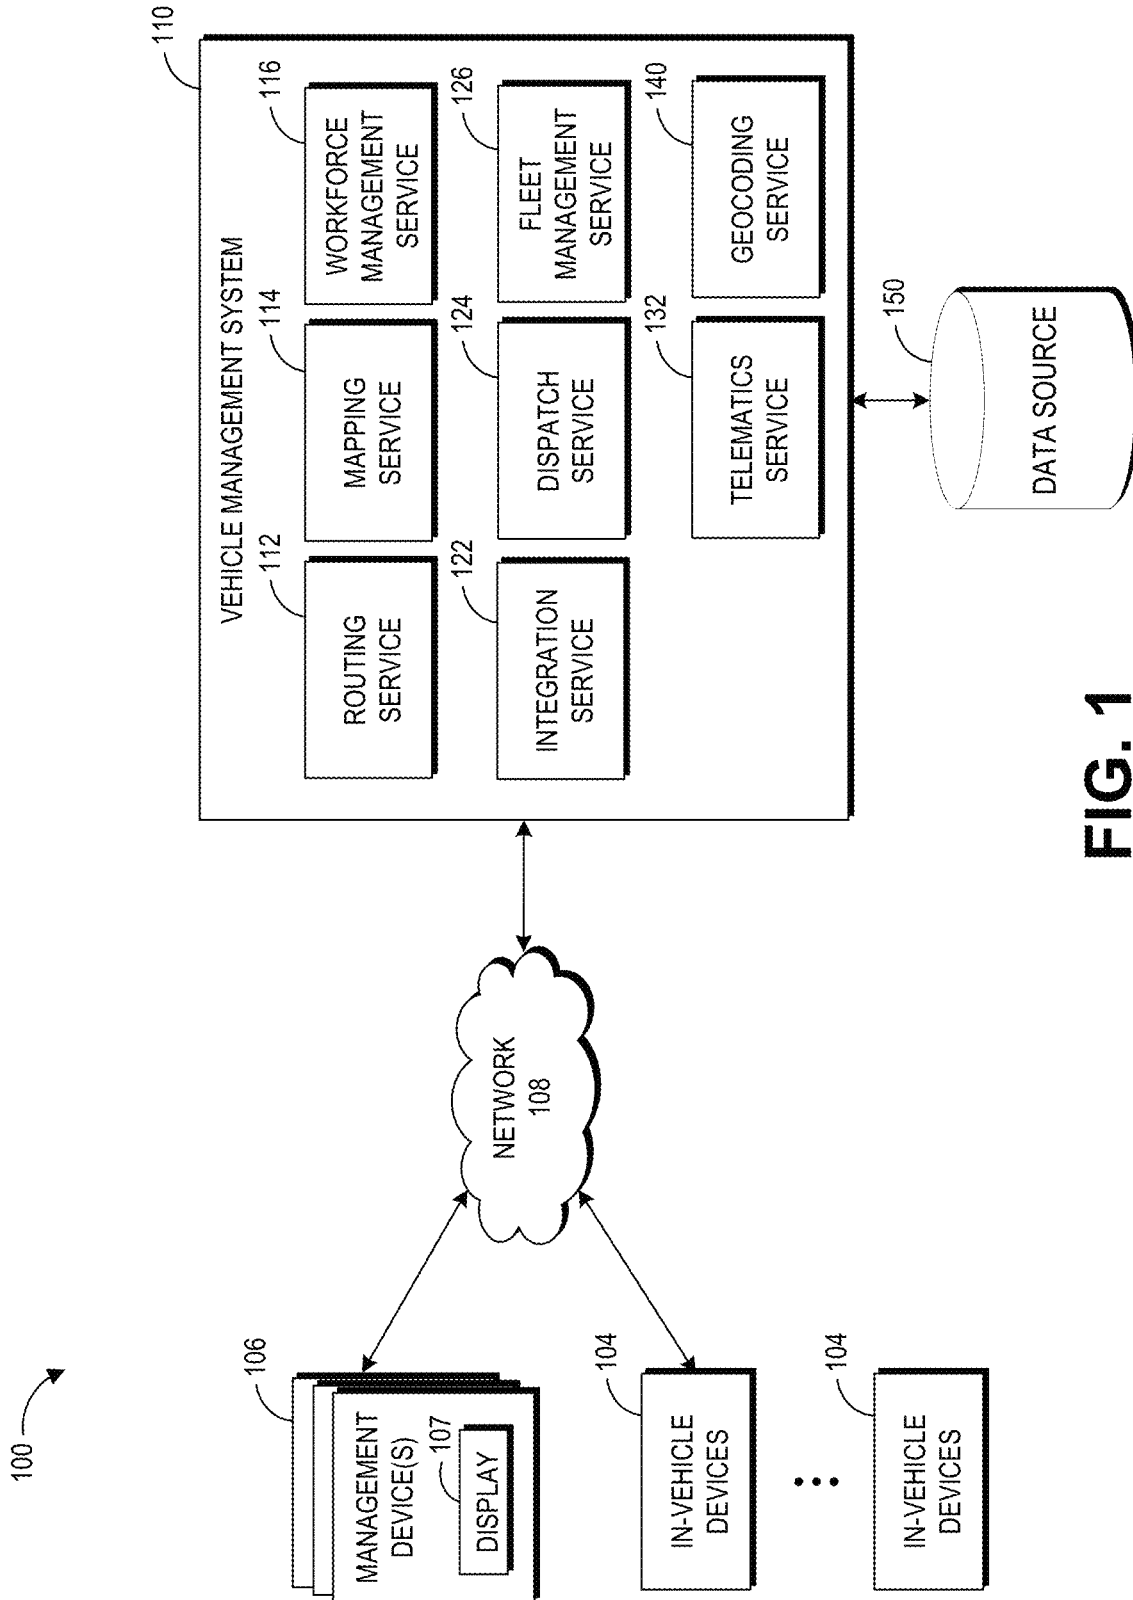 100
106
MANAGEMENT
DEVICE(S)
107
DISPLAY
104
IN-VEHICLE
DEVICES
104
IN-VEHICLE
DEVICES
NETWORK
108
110
VEHICLE MANAGEMENT SYSTEM
112
ROUTING
SERVICE
114
MAPPING
SERVICE
116
WORKFORCE
MANAGEMENT
SERVICE
122
INTEGRATION
SERVICE
124
DISPATCH
SERVICE
126
FLEET
MANAGEMENT
SERVICE
132
TELEMATICS
SERVICE
140
GEOCODING
SERVICE
150
DATA SOURCE
FIG. 1